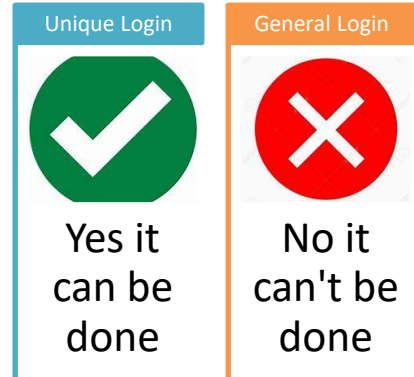 Unique Login
Yes it
can be
done
General Login
No it
can't be
done